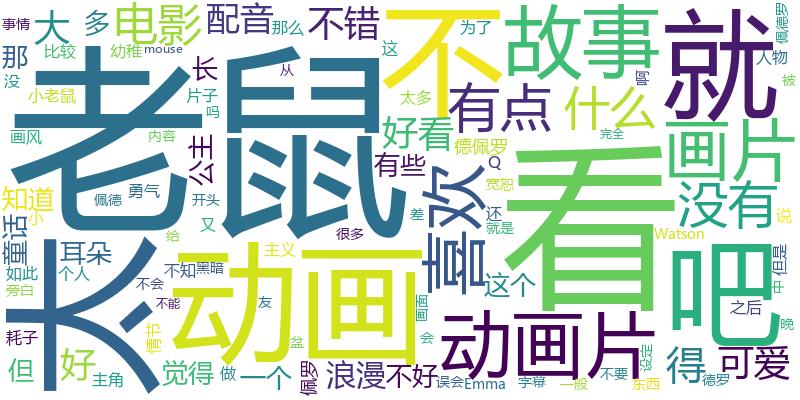 事情 大 多 电影 配音 不错 那么 不 为了 故事 就 佩德罗
那 比较 幼稚 mouse 长 这 啊 人物 被
没 小老鼠 片子 吗 从 太多 有点 什么
老鼠
画风 公主 内容 好看 德佩罗 完全 画片
知道 佩德 勇气 开头 有些 喜欢 Q 宽恕 看 没有
小 童话 耳朵 又 很多 差 还 就是 说
太 给 动画 主义 Watson 吧
如此 个人 不会 不知 黑暗 画面 这个 中 但是
旁白 不能 友 之后
耗子 情节 盆 会 动画片 设定 晚
但 好 觉得 做 一个 佩罗 浪漫 不好 得 可爱
主角 误会 Emma 字幕 一般 不要 东西 德罗